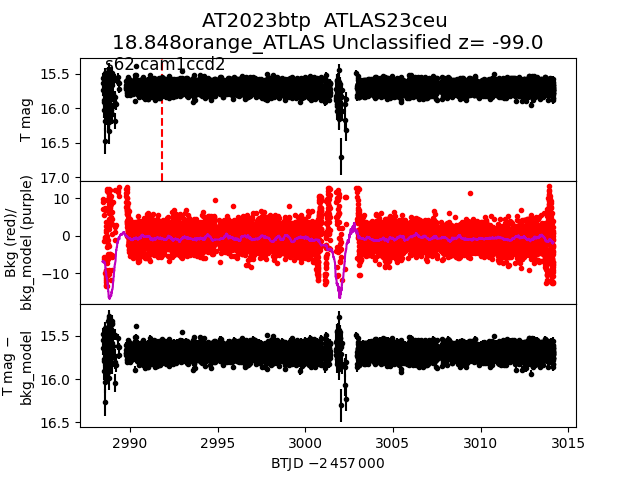 AT2023btp  ATLAS23ceu
18.848orange_ATLAS Unclassified z= -99.0
s62 cam1ccd2
15.5
16.0
16.5
17.0
T mag
10
0
−10
Bkg (red)/
bkg_model (purple)
15.5
16.0
16.5
T mag −
bkg_model
2990 2995 3000 3005 3010 3015
BTJD −2 457 000